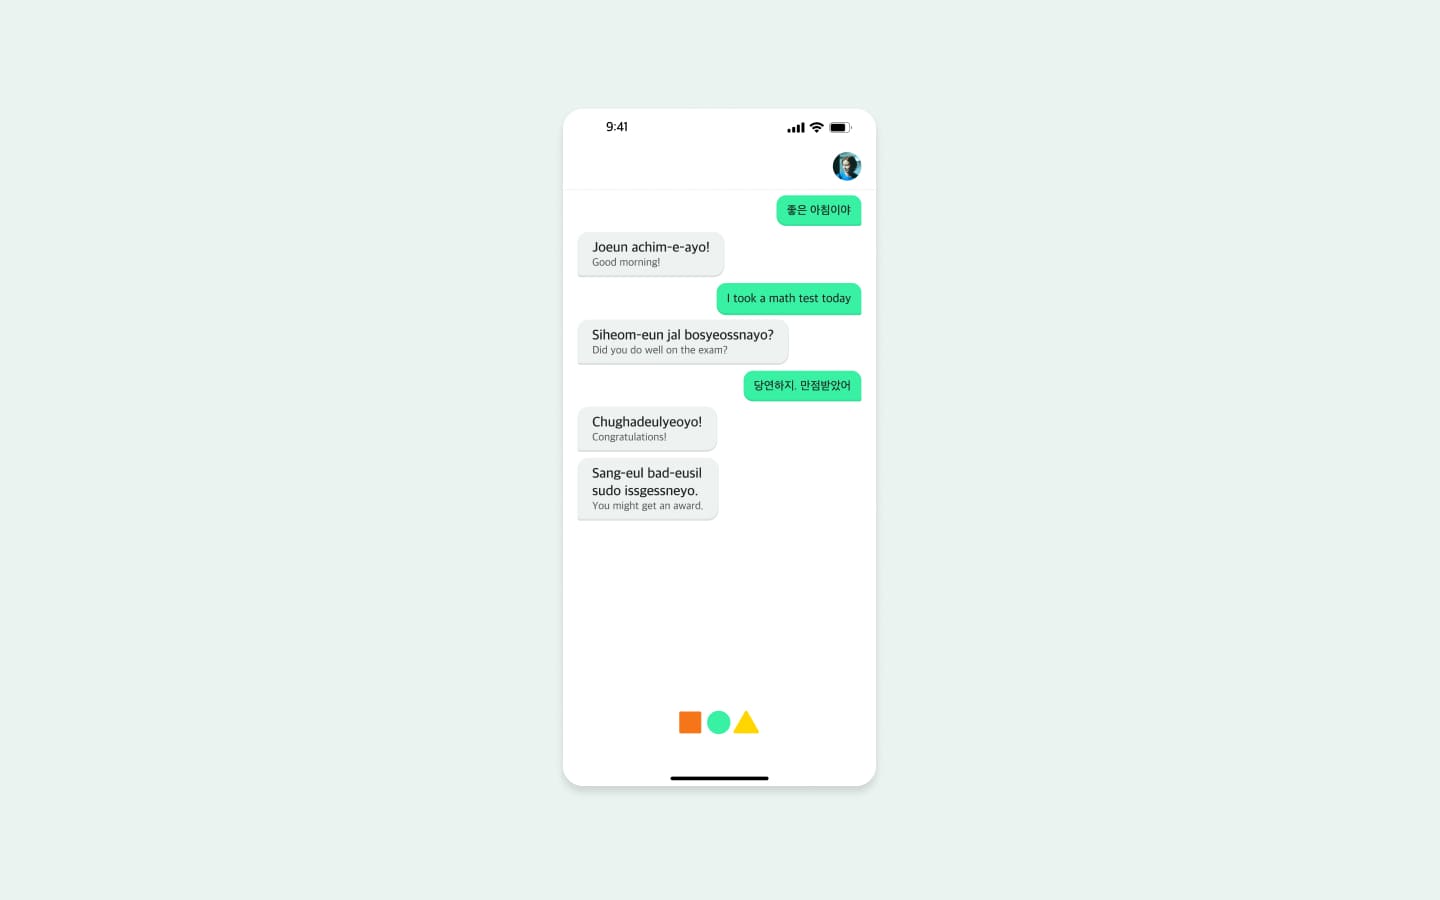 9:41
좋은 아침이야
Joeun achim-e-ayo!
Good morning!
I took a math test today
Siheom-eun jal bosyeossnayo?
Did you do well on the exam?
당연하지. 만점받았어
Chughadeulyeoyo!
Congratulations!
Sang-eul bad-eusil
sudo issgessneyo.
You might get an award.